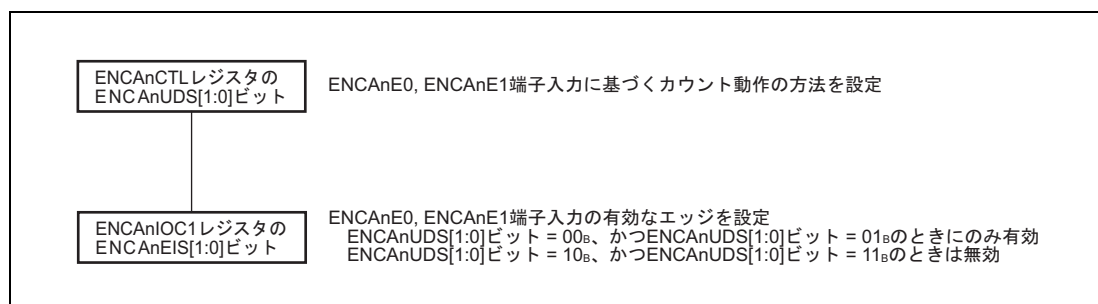 ENCAnCTLレジスタの
ENCAnUDS[1:0]ビット
ENCAnE0, ENCAnE1端子入力に基づくカウント動作の方法を設定
ENCAnIOC1レジスタの
ENCAnEIS[1:0]ビット
ENCAnE0, ENCAnE1端子入力の有効なエッジを設定
ENCAnUDS[1:0]ビット = 00B、かつENCAnUDS[1:0]ビット = 01Bのときにのみ有効
ENCAnUDS[1:0]ビット = 10B、かつENCAnUDS[1:0]ビット = 11Bのときは無効